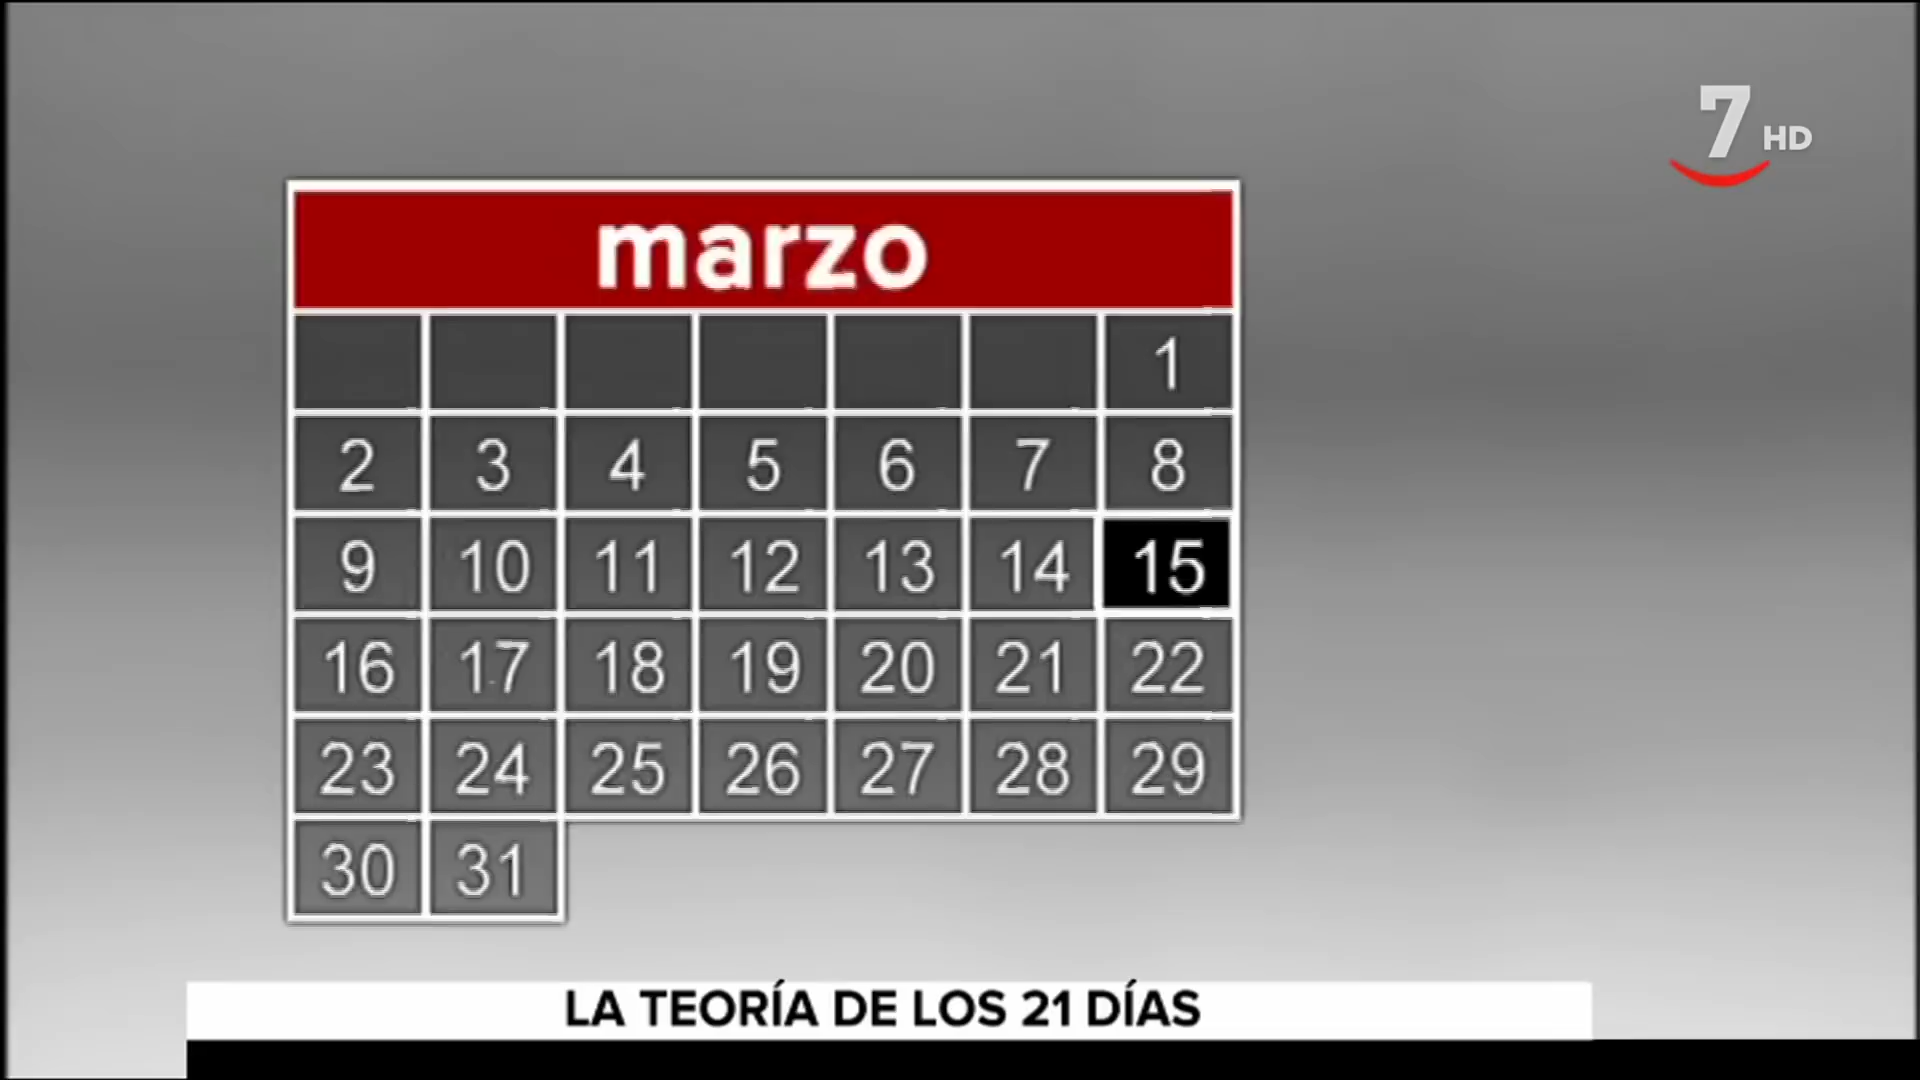 7 HD
marzo
1
2 3 4 5 6 7 8
9 10 11 12 13 14 15
16 17 18 19 20 21 22
23 24 25 26 27 28 29
30 31
LA TEORÍA DE LOS 21 DÍAS